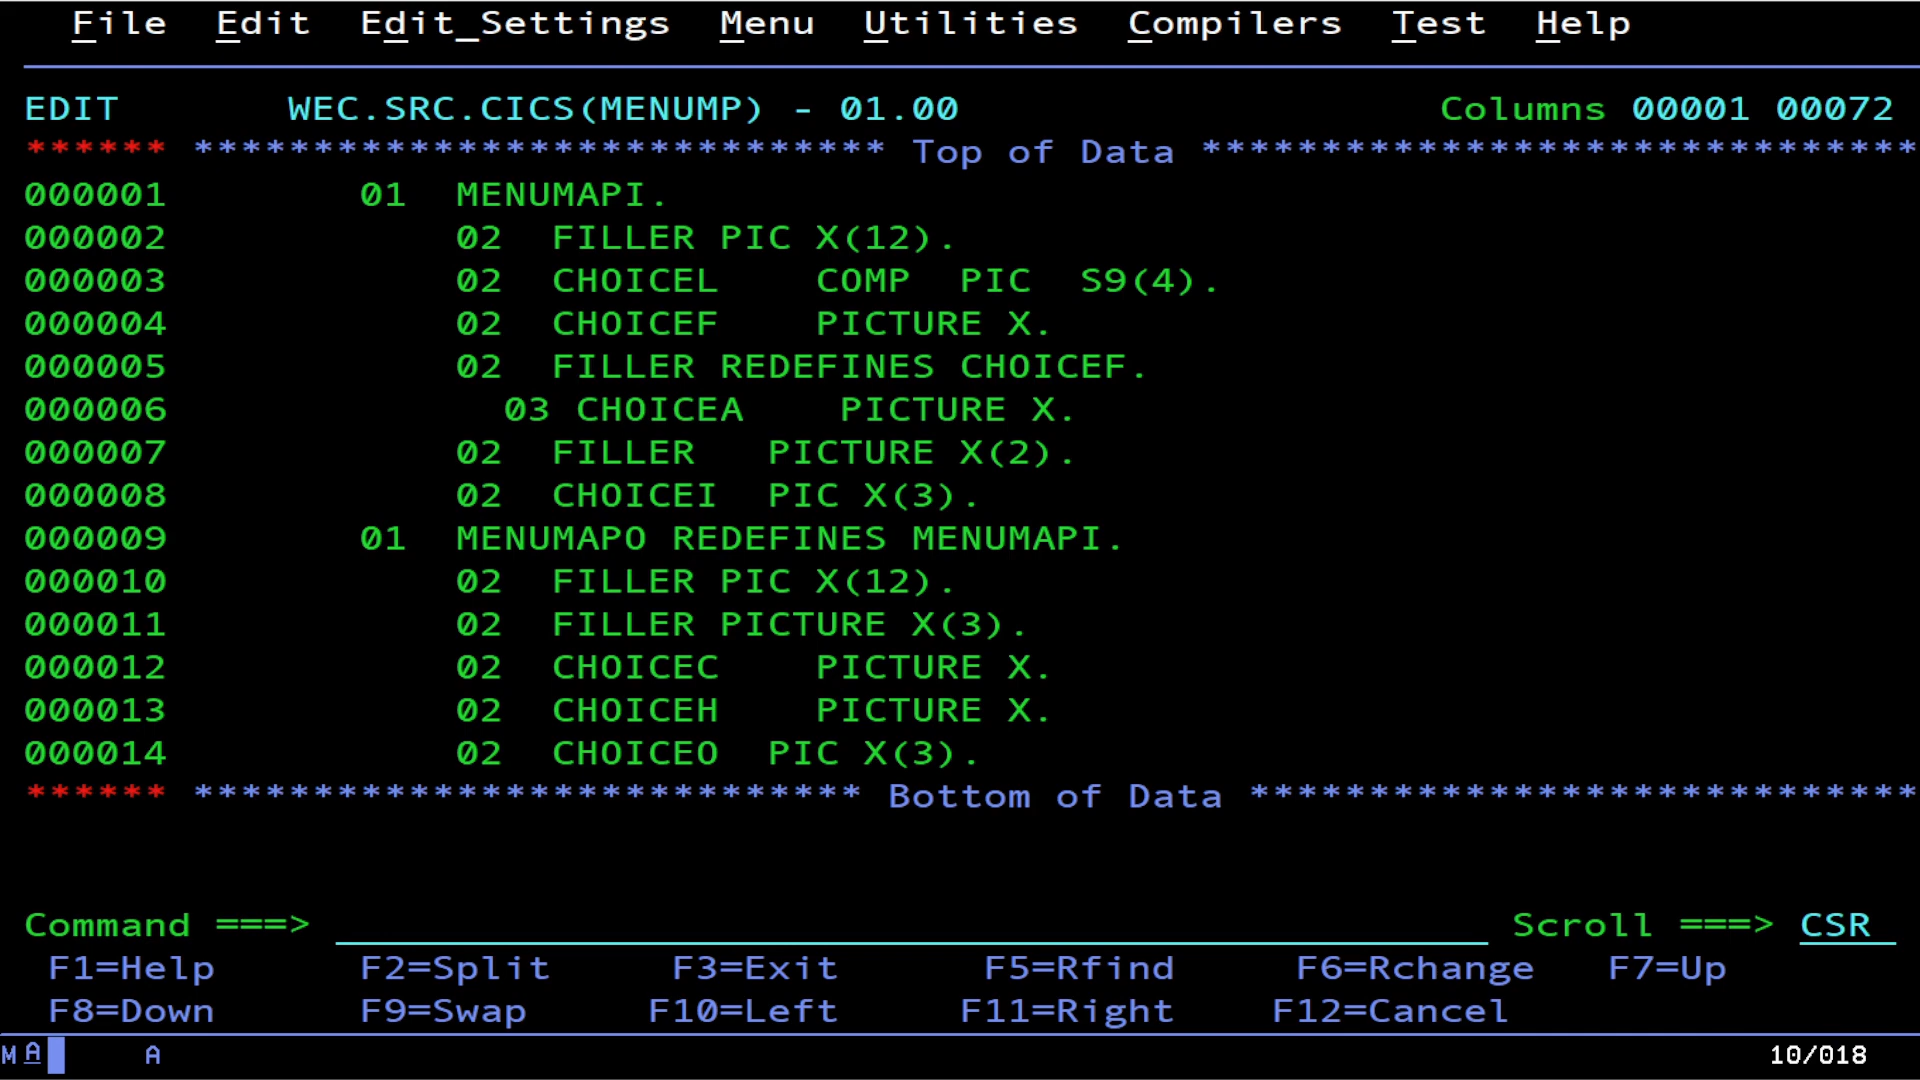 File  Edit  Edit_Settings  Menu  Utilities  Compilers  Test  Help
EDIT       WEC.SRC.CICS(MENUMP) - 01.00                    Columns 00001 00072
****** ***************************** Top of Data ******************************
000001        01  MENUMAPI.
000002            02  FILLER PIC X(12).
000003            02  CHOICEL    COMP  PIC  S9(4).
000004            02  CHOICEF    PICTURE X.
000005            02  FILLER REDEFINES CHOICEF.
000006              03 CHOICEA    PICTURE X.
000007            02  FILLER   PICTURE X(2).
000008            02  CHOICEI  PIC X(3).
000009        01  MENUMAPO REDEFINES MENUMAPI.
000010            02  FILLER PIC X(12).
000011            02  FILLER PICTURE X(3).
000012            02  CHOICEC    PICTURE X.
000013            02  CHOICEH    PICTURE X.
000014            02  CHOICEO  PIC X(3).
****** **************************** Bottom of Data ****************************
Command ===>                                                  Scroll ===> CSR
F1=Help      F2=Split     F3=Exit      F5=Rfind     F6=Rchange   F7=Up
F8=Down      F9=Swap     F10=Left     F11=Right    F12=Cancel
MA    A                                                                  10/018